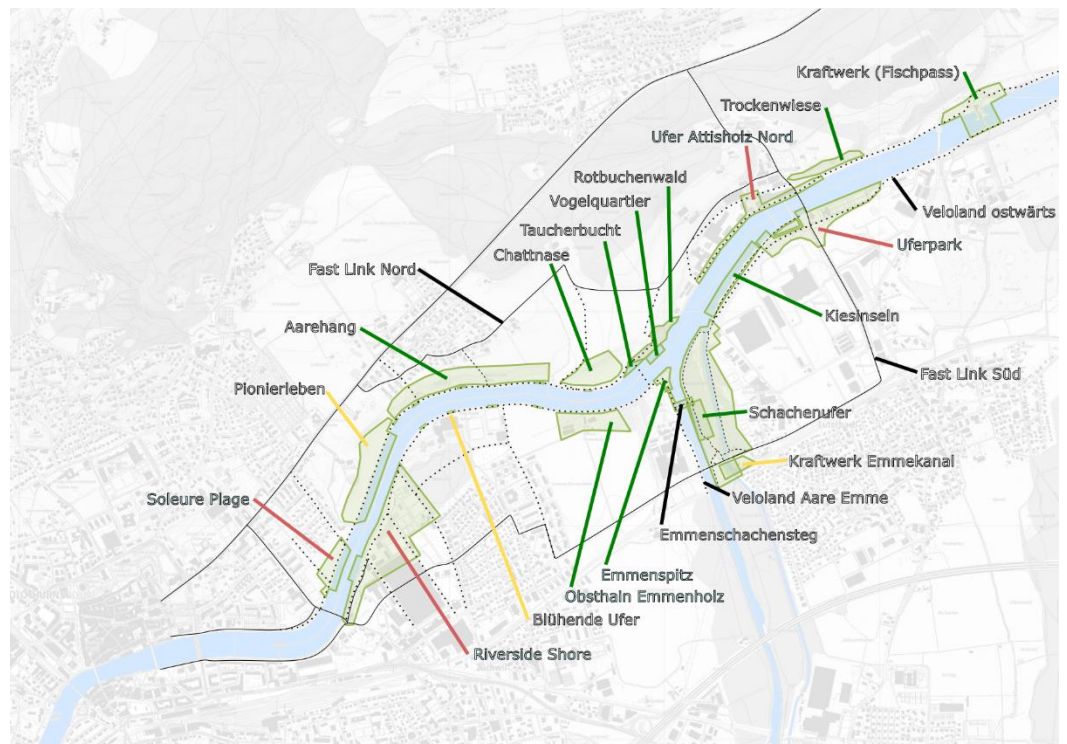 Kraftwerk (Fischpass)
Trockenwiese
Ufer Attisholz Nord
Rotbuchenwald
Vogelquartier
Taucherbucht
Chattnase
Veloland ostwärts
Uferpark
Fast Link Nord
Kiesinseln
Aarehang
Fast Link Süd
Pionierleben
Schachenufer
Kraftwerk Emmekanal
Soleure Plage
Veloland Aare Emme
Emmenschachensteg
Emmenspitz
Obsthain Emmenholz
Blühende Ufer
Riverside Shore